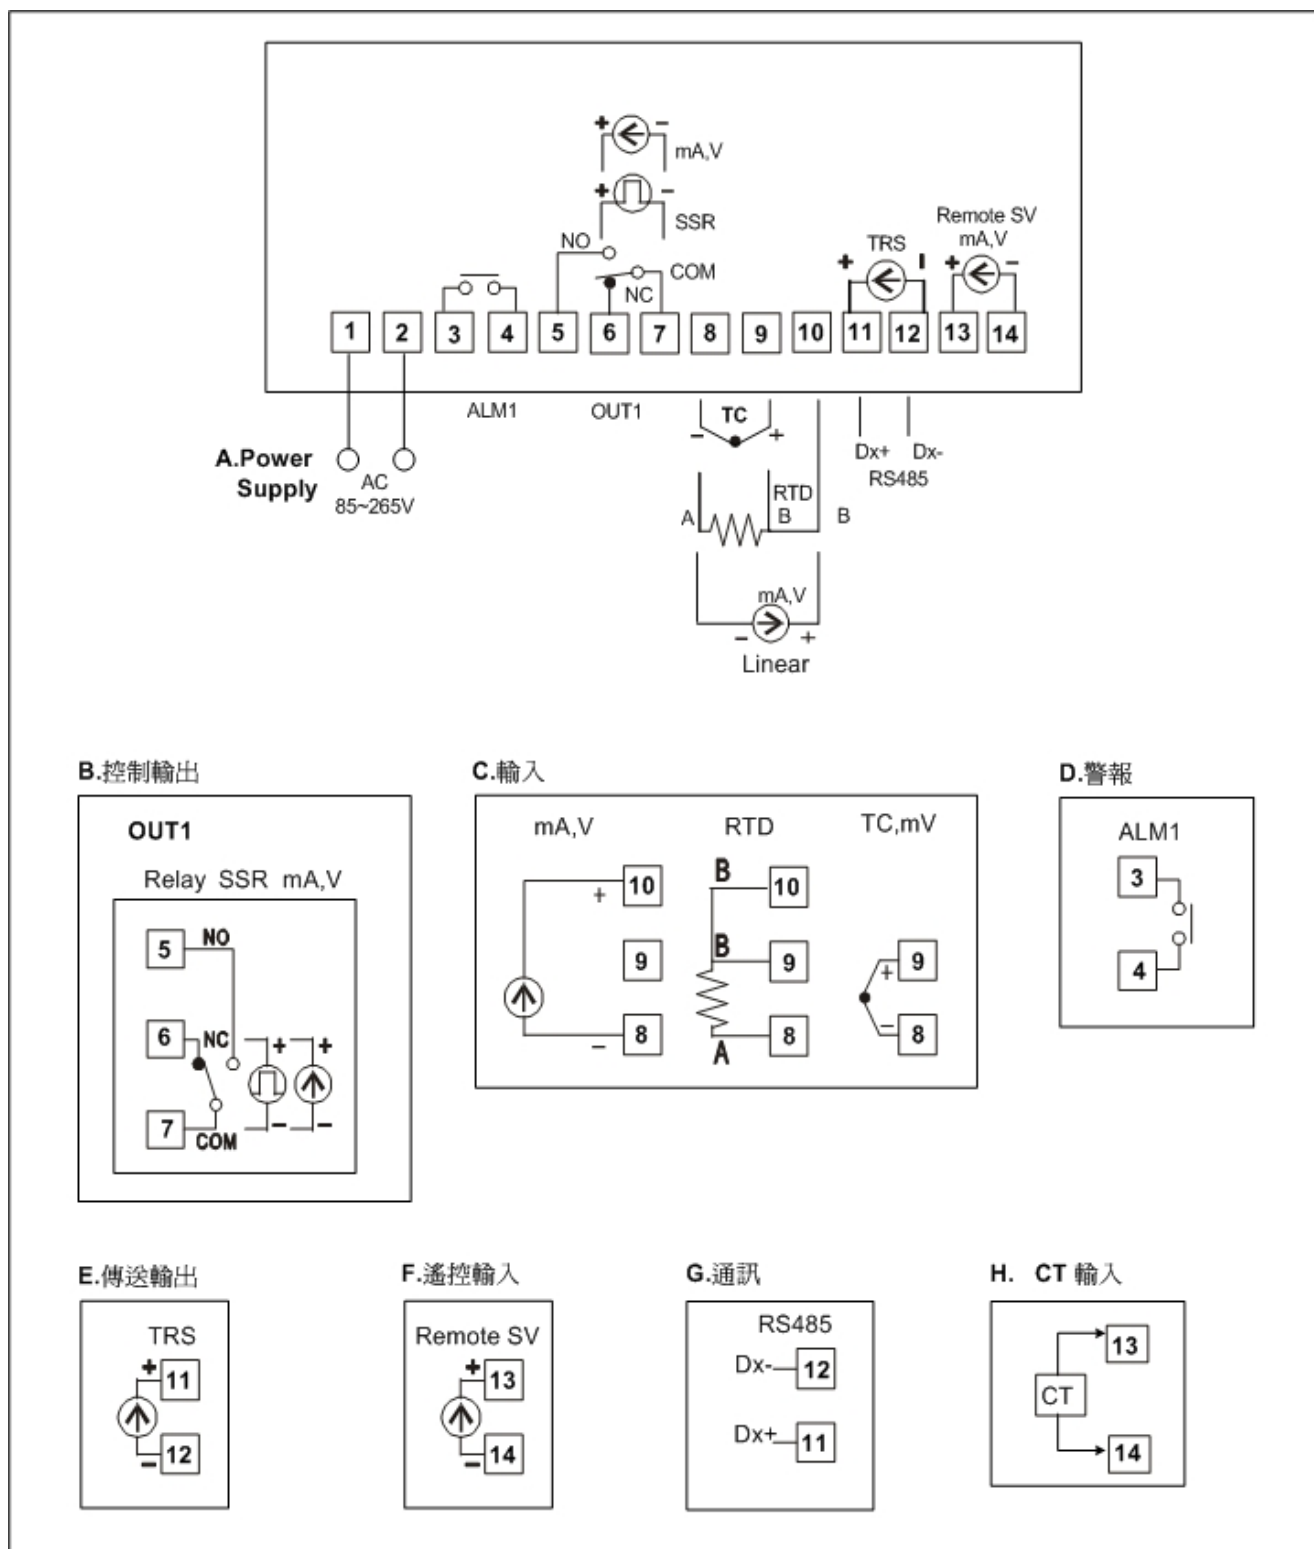 + −
mA,V
+ −
SSR
NO
COM
NC
TRS
+ −
Remote SV
mA,V
+ −
1 2 3 4 5 6 7 8 9 10 11 12 13 14
ALM1 OUT1
TC
− +
Dx+ Dx-
RS485
A.Power
Supply
AC
85~265V
RTD
A B B
mA,V
− +
Linear
B.控制輸出
OUT1
Relay SSR mA,V
5 NO
6 NC + +
7 COM − −
C.輸入
mA,V RTD TC,mV
+ 10 B 10
9 B 9 + 9
− 8 A 8 − 8
D.警報
ALM1
3
4
E.傳送輸出
TRS
+ 11
− 12
F.遙控輸入
Remote SV
+ 13
− 14
G.通訊
RS485
Dx- 12
Dx+ 11
H. CT 輸入
13
CT
14